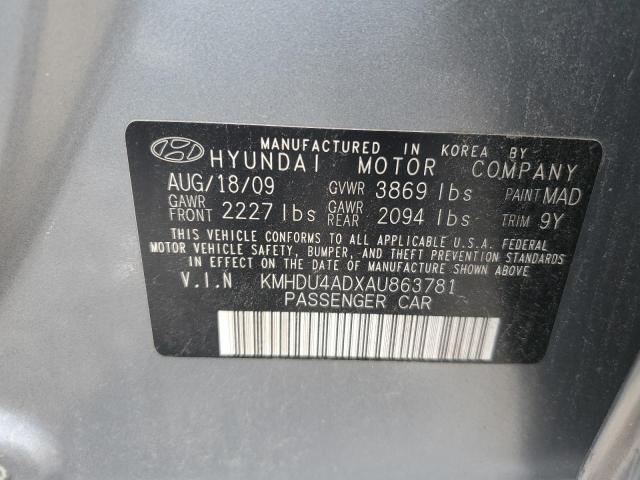 MANUFACTURED IN KOREA BY
HYUNDAI MOTOR COMPANY
AUG/18/09 GVWR 3869 lbs PAINT MAD
GAWR FRONT 2227 lbs GAWR REAR 2094 lbs TRIM 9Y
THIS VEHICLE CONFORMS TO ALL APPLICABLE U.S.A. FEDERAL
MOTOR VEHICLE SAFETY, BUMPER, AND THEFT PREVENTION
STANDARDS IN EFFECT ON THE DATE OF MANUFACTURE SHOWN ABOVE.
V.I.N KMHDU4ADXAU863781
PASSENGER CAR